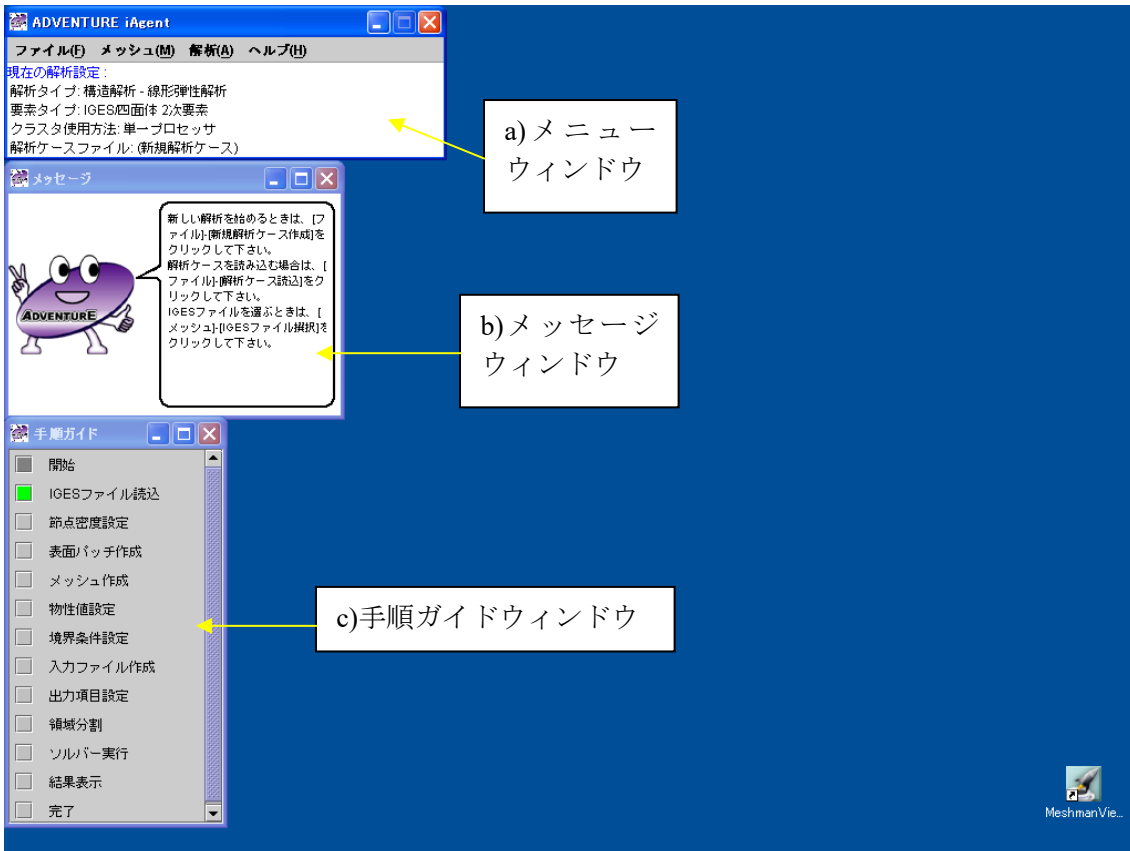 ADVENTURE iAgent
ファイル(F) メッシュ(M) 解析(A) ヘルプ(H)
現在の解析設定 :
解析タイプ: 構造解析 - 線形弾性解析
要素タイプ: IGES/四面体 2次要素
クラスタ使用方法: 単一プロセッサ
解析ケースファイル: (新規解析ケース)
a)メニュー
ウィンドウ
メッセージ
新しい解析を始めるときは、[フ
ァイル]-[新規解析ケース作成]を
クリックして下さい。
解析ケースを読み込む場合は、[
ファイル]-[解析ケース読込]をク
リックして下さい。
IGESファイルを選ぶときは、[
メッシュ]-[IGESファイル選択]を
クリックして下さい。
ADVENTURE
b)メッセージ
ウィンドウ
手順ガイド
開始
IGESファイル読込
節点密度設定
表面パッチ作成
メッシュ作成
物性値設定
境界条件設定
入力ファイル作成
出力項目設定
領域分割
ソルバー実行
結果表示
完了
c)手順ガイドウィンドウ
MeshmanVie...